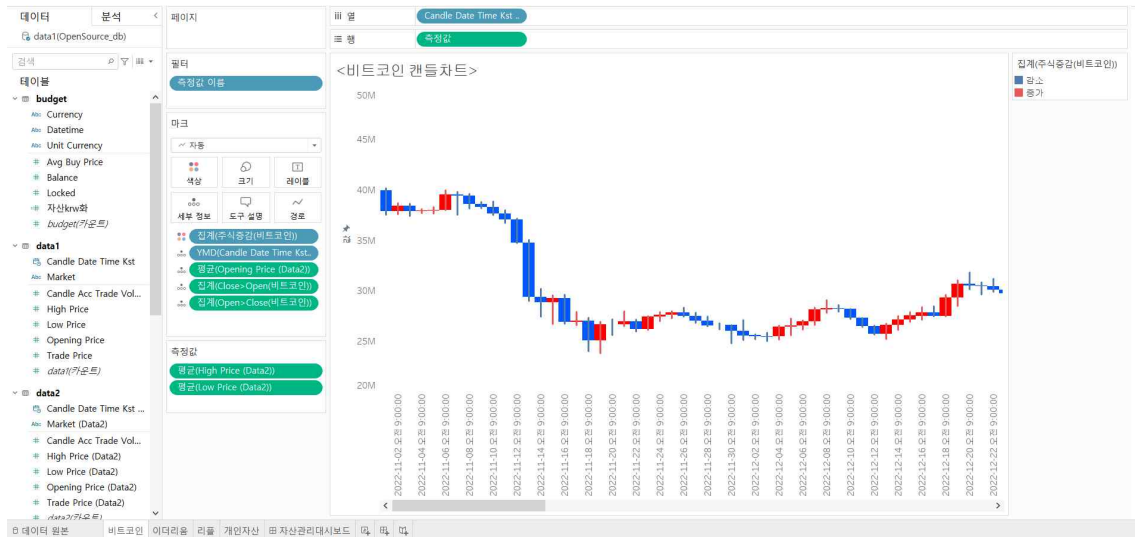 데이터 분석
data1(OpenSource_db)
검색
테이블
budget
Abc Currency
Abc Datetime
Abc Unit Currency
# Avg Buy Price
# Balance
# Locked
자산krw화
# budget(카운트)
data1
Candle Date Time Kst
Abc Market
# Candle Acc Trade Vol...
# High Price
# Low Price
# Opening Price
# Trade Price
# data1(카운트)
data2
Candle Date Time Kst ...
Abc Market (Data2)
# Candle Acc Trade Vol...
# High Price (Data2)
# Low Price (Data2)
# Opening Price (Data2)
# Trade Price (Data2)
# data2(카운트)
페이지
필터
측정값 이름
마크
자동
색상 크기 레이블
세부 정보 도구 설명 경로
집계(주식증감(비트코인))
YMD(Candle Date Time Kst..
평균(Opening Price (Data2))
집계(Close>Open(비트코인))
집계(Open>Close(비트코인))
측정값
평균(High Price (Data2))
평균(Low Price (Data2))
열 Candle Date Time Kst ..
행 측정값
<비트코인 캔들차트>
50M
45M
40M
35M
30M
25M
20M
값
2022-11-02 오전 9:00:00
2022-11-04 오전 9:00:00
2022-11-06 오전 9:00:00
2022-11-08 오전 9:00:00
2022-11-10 오전 9:00:00
2022-11-12 오전 9:00:00
2022-11-14 오전 9:00:00
2022-11-16 오전 9:00:00
2022-11-18 오전 9:00:00
2022-11-20 오전 9:00:00
2022-11-22 오전 9:00:00
2022-11-24 오전 9:00:00
2022-11-26 오전 9:00:00
2022-11-28 오전 9:00:00
2022-11-30 오전 9:00:00
2022-12-02 오전 9:00:00
2022-12-04 오전 9:00:00
2022-12-06 오전 9:00:00
2022-12-08 오전 9:00:00
2022-12-10 오전 9:00:00
2022-12-12 오전 9:00:00
2022-12-14 오전 9:00:00
2022-12-16 오전 9:00:00
2022-12-18 오전 9:00:00
2022-12-20 오전 9:00:00
2022-12-22 오전 9:00:00
집계(주식증감(비트코인))
감소
증가
데이터 원본 비트코인 이더리움 리플 개인자산 자산관리대시보드